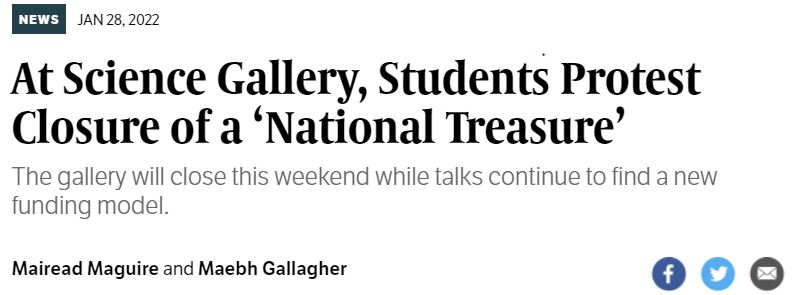 NEWS JAN 28, 2022
At Science Gallery, Students Protest
Closure of a ‘National Treasure’
The gallery will close this weekend while talks continue to find a new
funding model.
Mairead Maguire and Maebh Gallagher